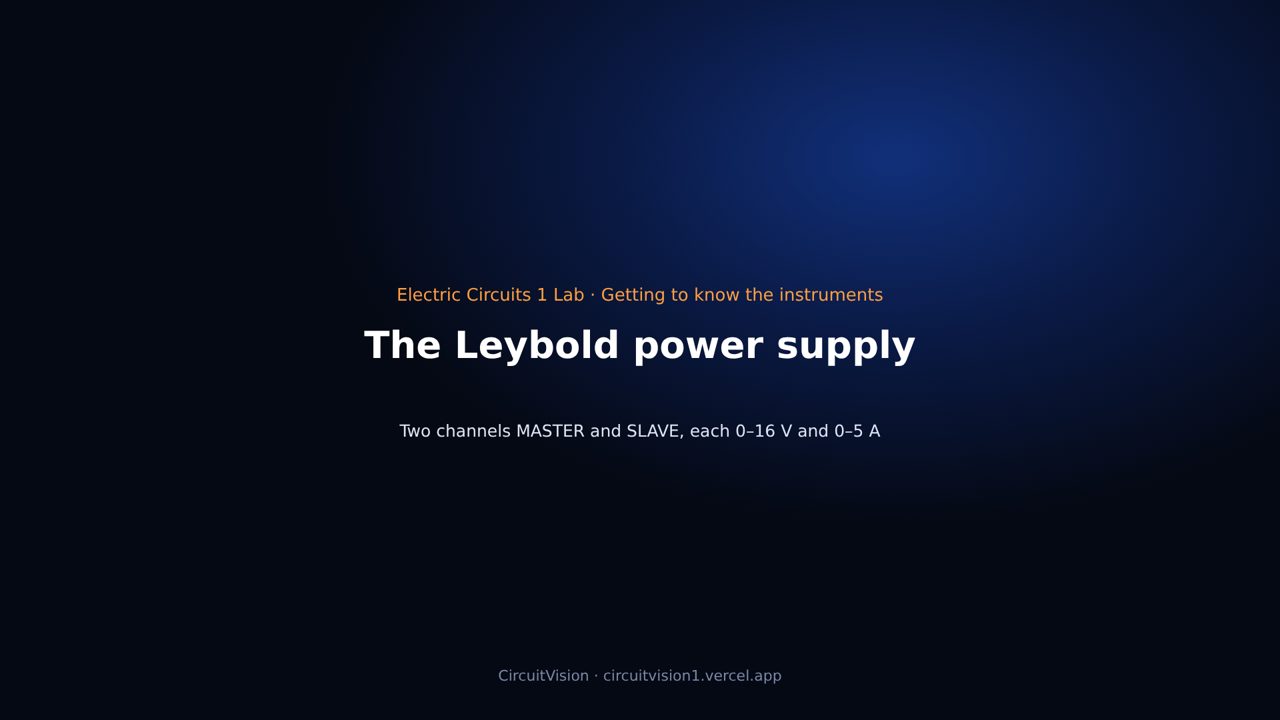 Electric Circuits 1 Lab · Getting to know the instruments
The Leybold power supply
Two channels MASTER and SLAVE, each 0–16 V and 0–5 A
CircuitVision · circuitvision1.vercel.app